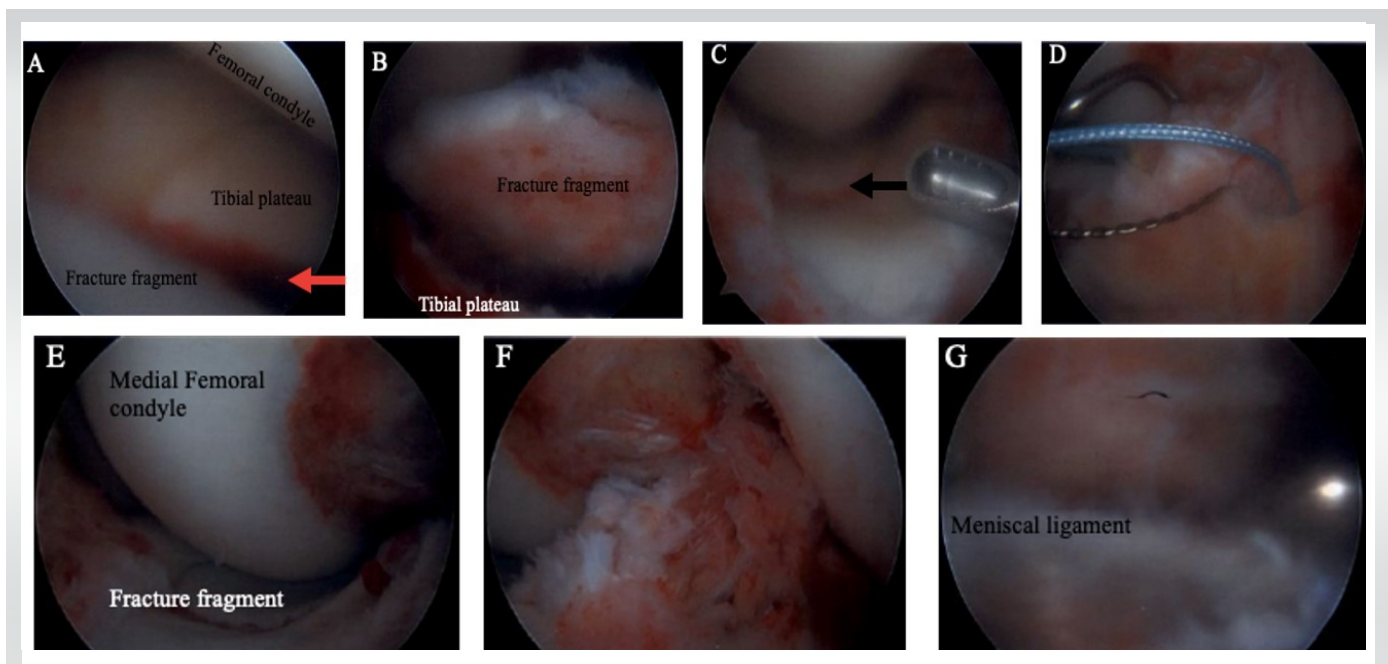 A
Femoral condyle
Tibial plateau
Fracture fragment
B
Fracture fragment
Tibial plateau
C
D
E
Medial Femoral
condyle
Fracture fragment
F
G
Meniscal ligament